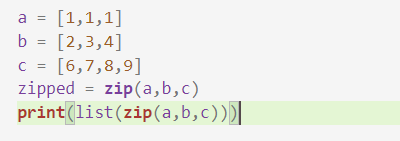 a = [1,1,1]
b = [2,3,4]
c = [6,7,8,9]
zipped = zip(a,b,c)
print(list(zip(a,b,c)))